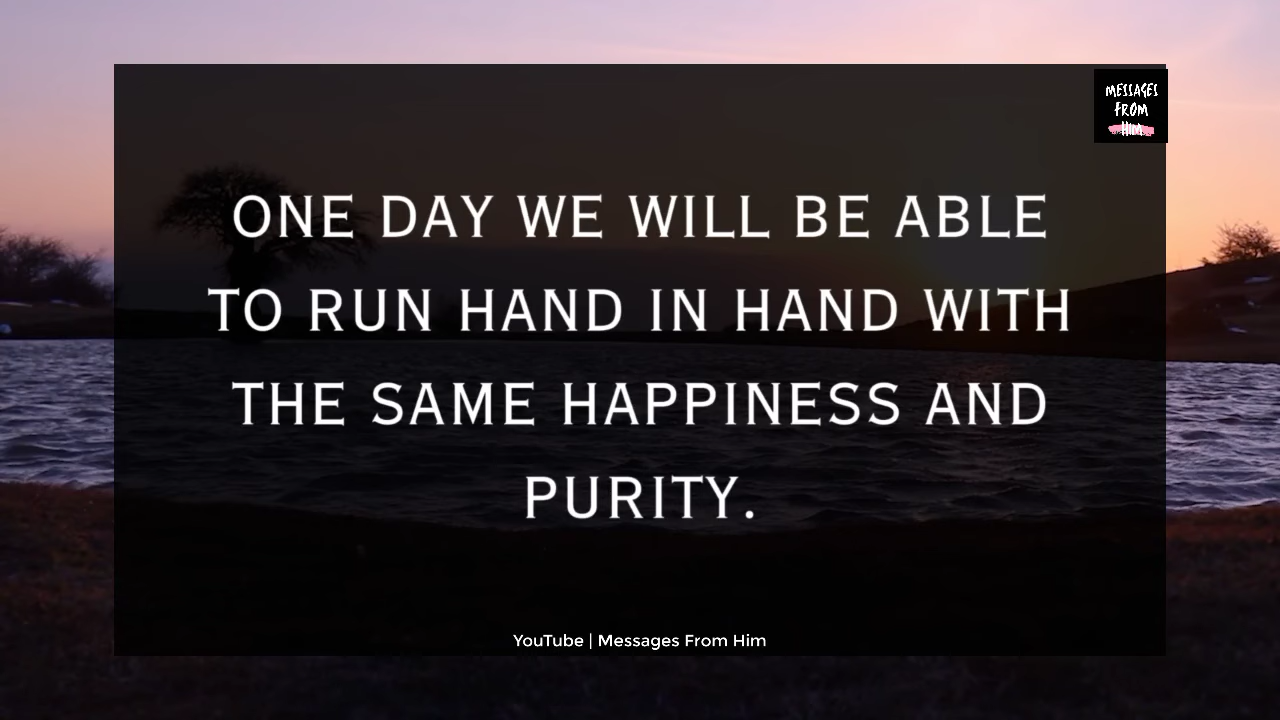 MESSAGES
FROM
HIM
ONE DAY WE WILL BE ABLE
TO RUN HAND IN HAND WITH
THE SAME HAPPINESS AND
PURITY.
YouTube | Messages From Him